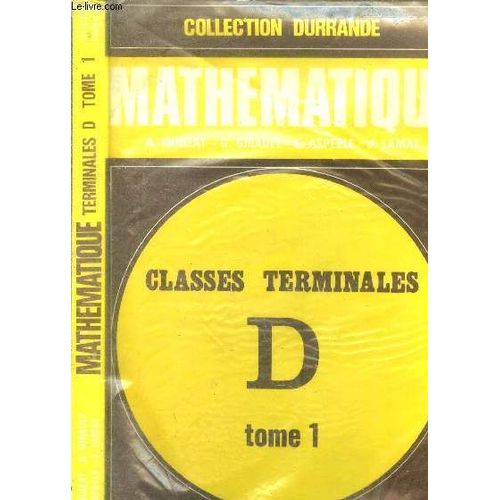 Le-Livre.com
MATHEMATIQUE TERMINALES D TOME 1
COLLECTION DURRANDE
MATHEMATIQU
CLASSES TERMINALES
D
tome 1